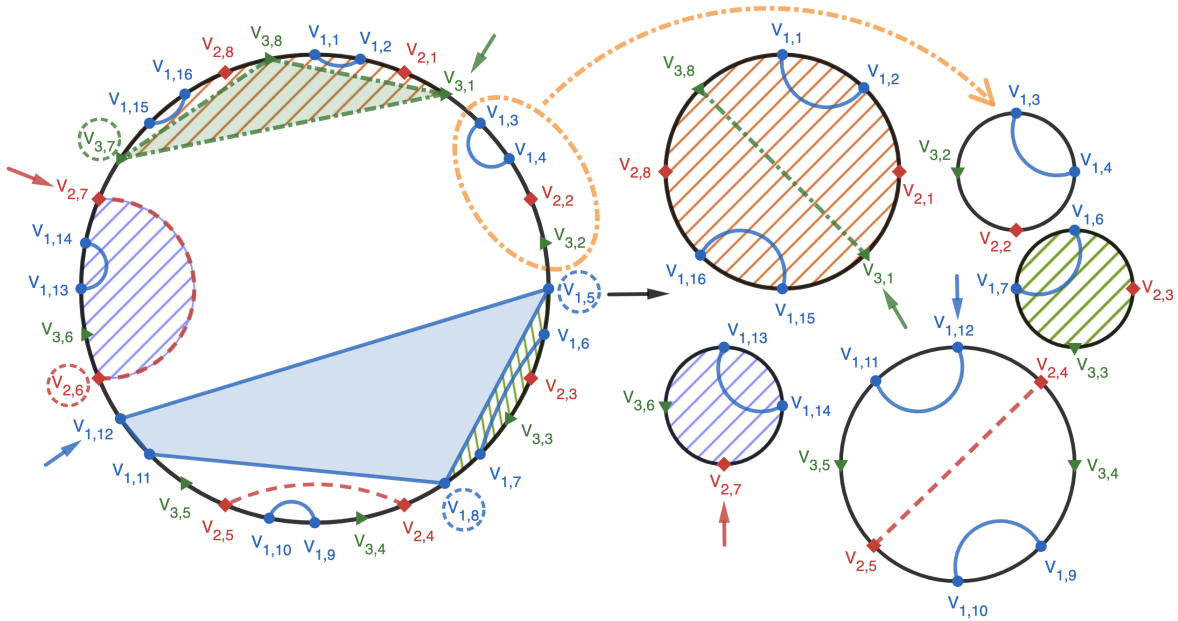 V1,1
V1,2
V2,1
V3,1
V1,3
V1,4
V2,2
V3,2
V1,5
V1,6
V2,3
V3,3
V1,7
V1,8
V2,4
V3,4
V1,9
V1,10
V2,5
V3,5
V1,11
V1,12
V2,6
V3,6
V1,13
V1,14
V2,7
V3,7
V1,15
V1,16
V2,8
V3,8
V1,1
V1,2
V2,1
V3,1
V1,15
V1,16
V2,8
V3,8
V1,3
V1,4
V2,2
V3,2
V1,6
V2,3
V3,3
V1,7
V1,13
V1,14
V2,7
V3,6
V1,12
V2,4
V3,4
V1,9
V1,10
V2,5
V3,5
V1,11